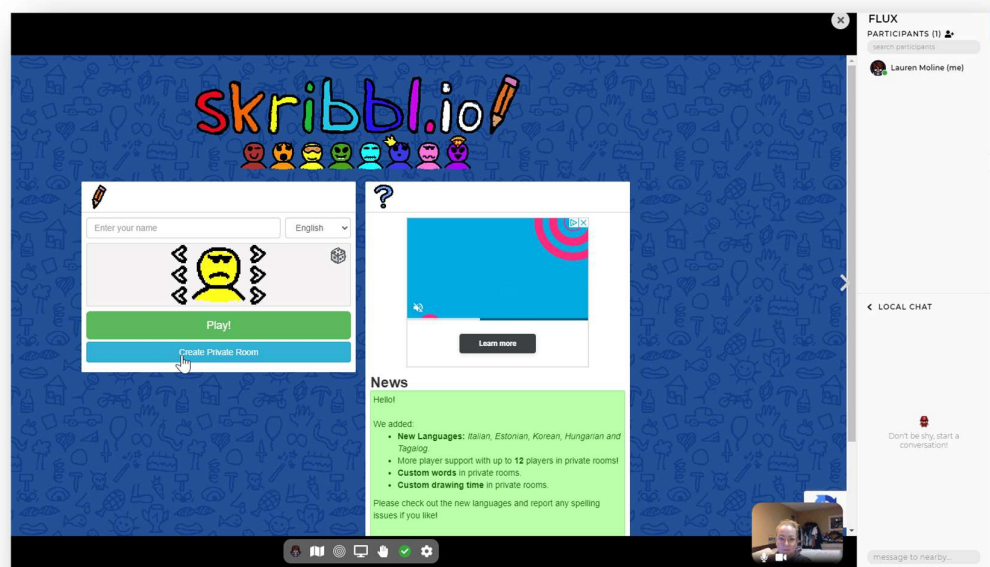 skribbl.io!
Enter your name
English
Play!
Create Private Room
?
Learn more
News
Hello!
We added:
New Languages: Italian, Estonian, Korean, Hungarian and
Tagalog.
More player support with up to 12 players in private rooms!
Custom words in private rooms.
Custom drawing time in private rooms.
Please check out the new languages and report any spelling
issues if you like!
FLUX
PARTICIPANTS (1)
search participants
Lauren Moline (me)
LOCAL CHAT
Don't be shy, start a
conversation!
message to nearby...